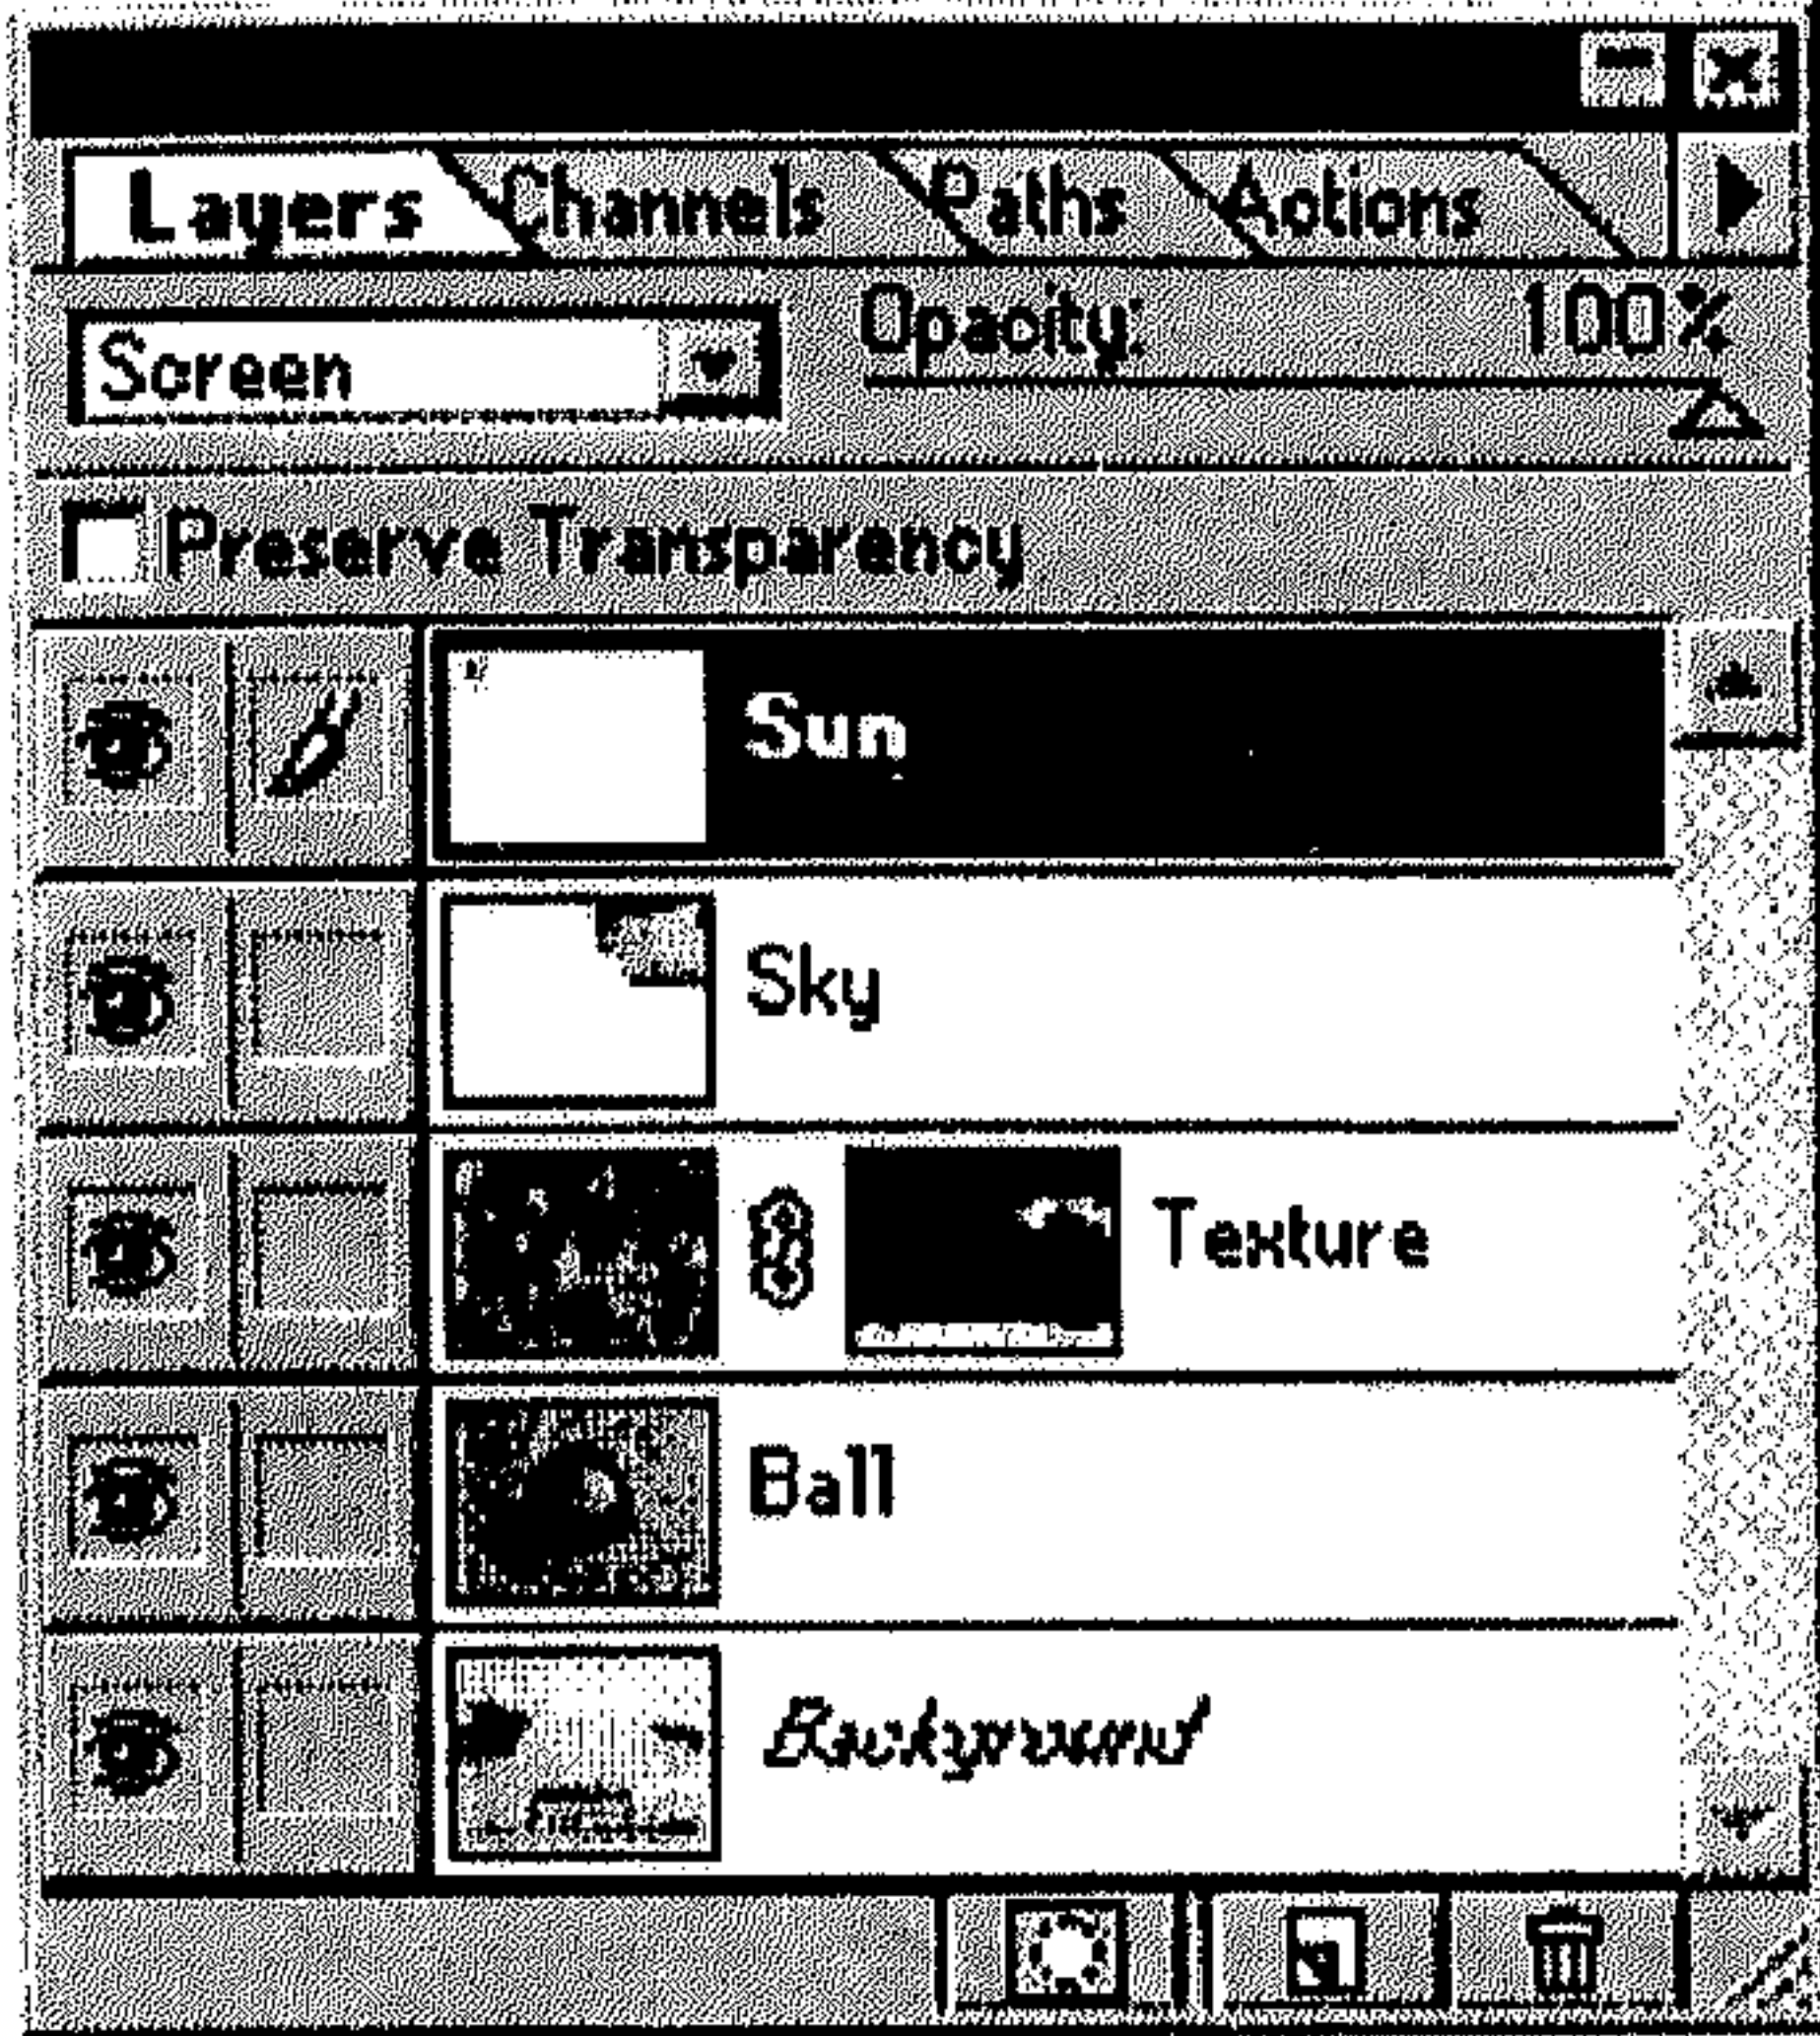 Layers Channels Paths Actions
Screen Opacity: 100%
Preserve Transparency
Sun
Sky
Texture
Ball
Background